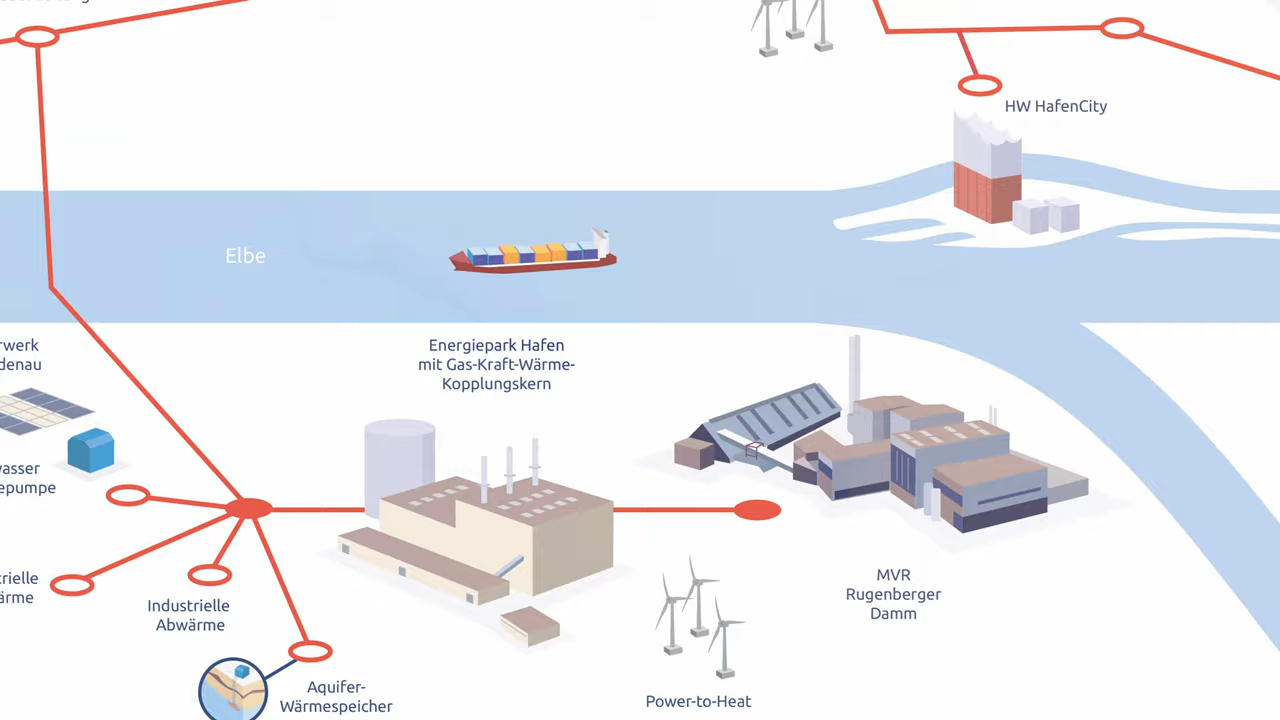 HW HafenCity
Elbe
Energiepark Hafen
mit Gas-Kraft-Wärme-
Kopplungskern
MVR
Rugenberger
Damm
Industrielle
Abwärme
Aquifer-
Wärmespeicher
Power-to-Heat